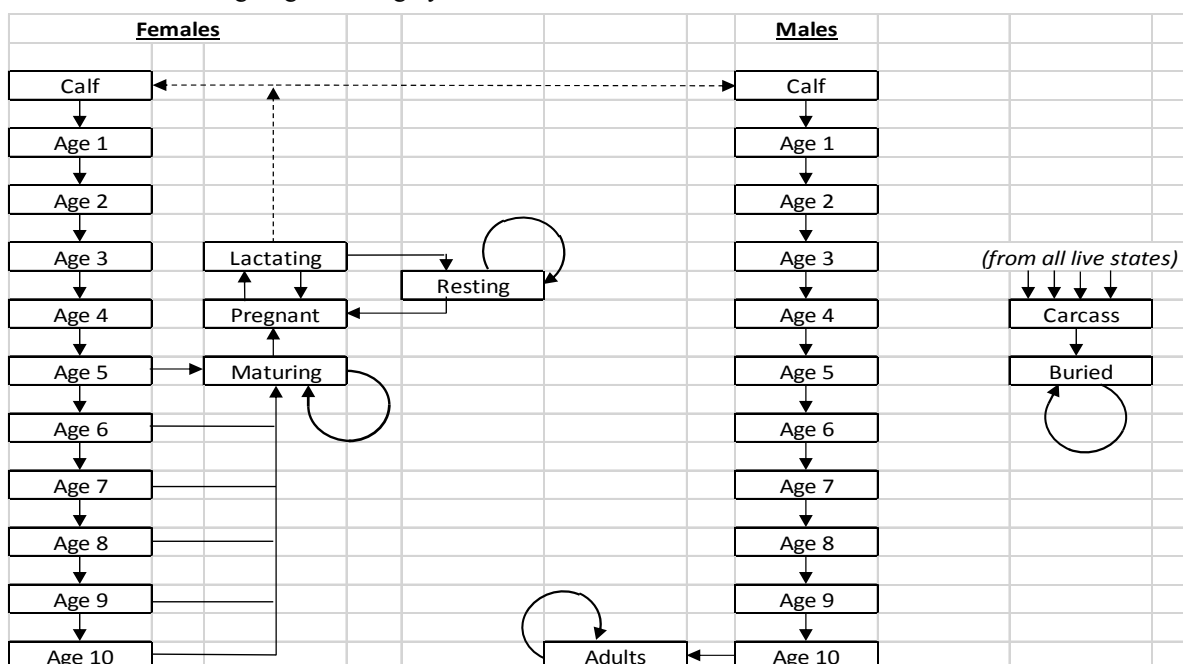 Females Males
Calf Calf
Age 1 Age 1
Age 2 Age 2
Age 3 Lactating Age 3 (from all live states)
Resting
Age 4 Pregnant Age 4 Carcass
Age 5 Maturing Age 5 Buried
Age 6 Age 6
Age 7 Age 7
Age 8 Age 8
Age 9 Age 9
Age 10 Adults Age 10